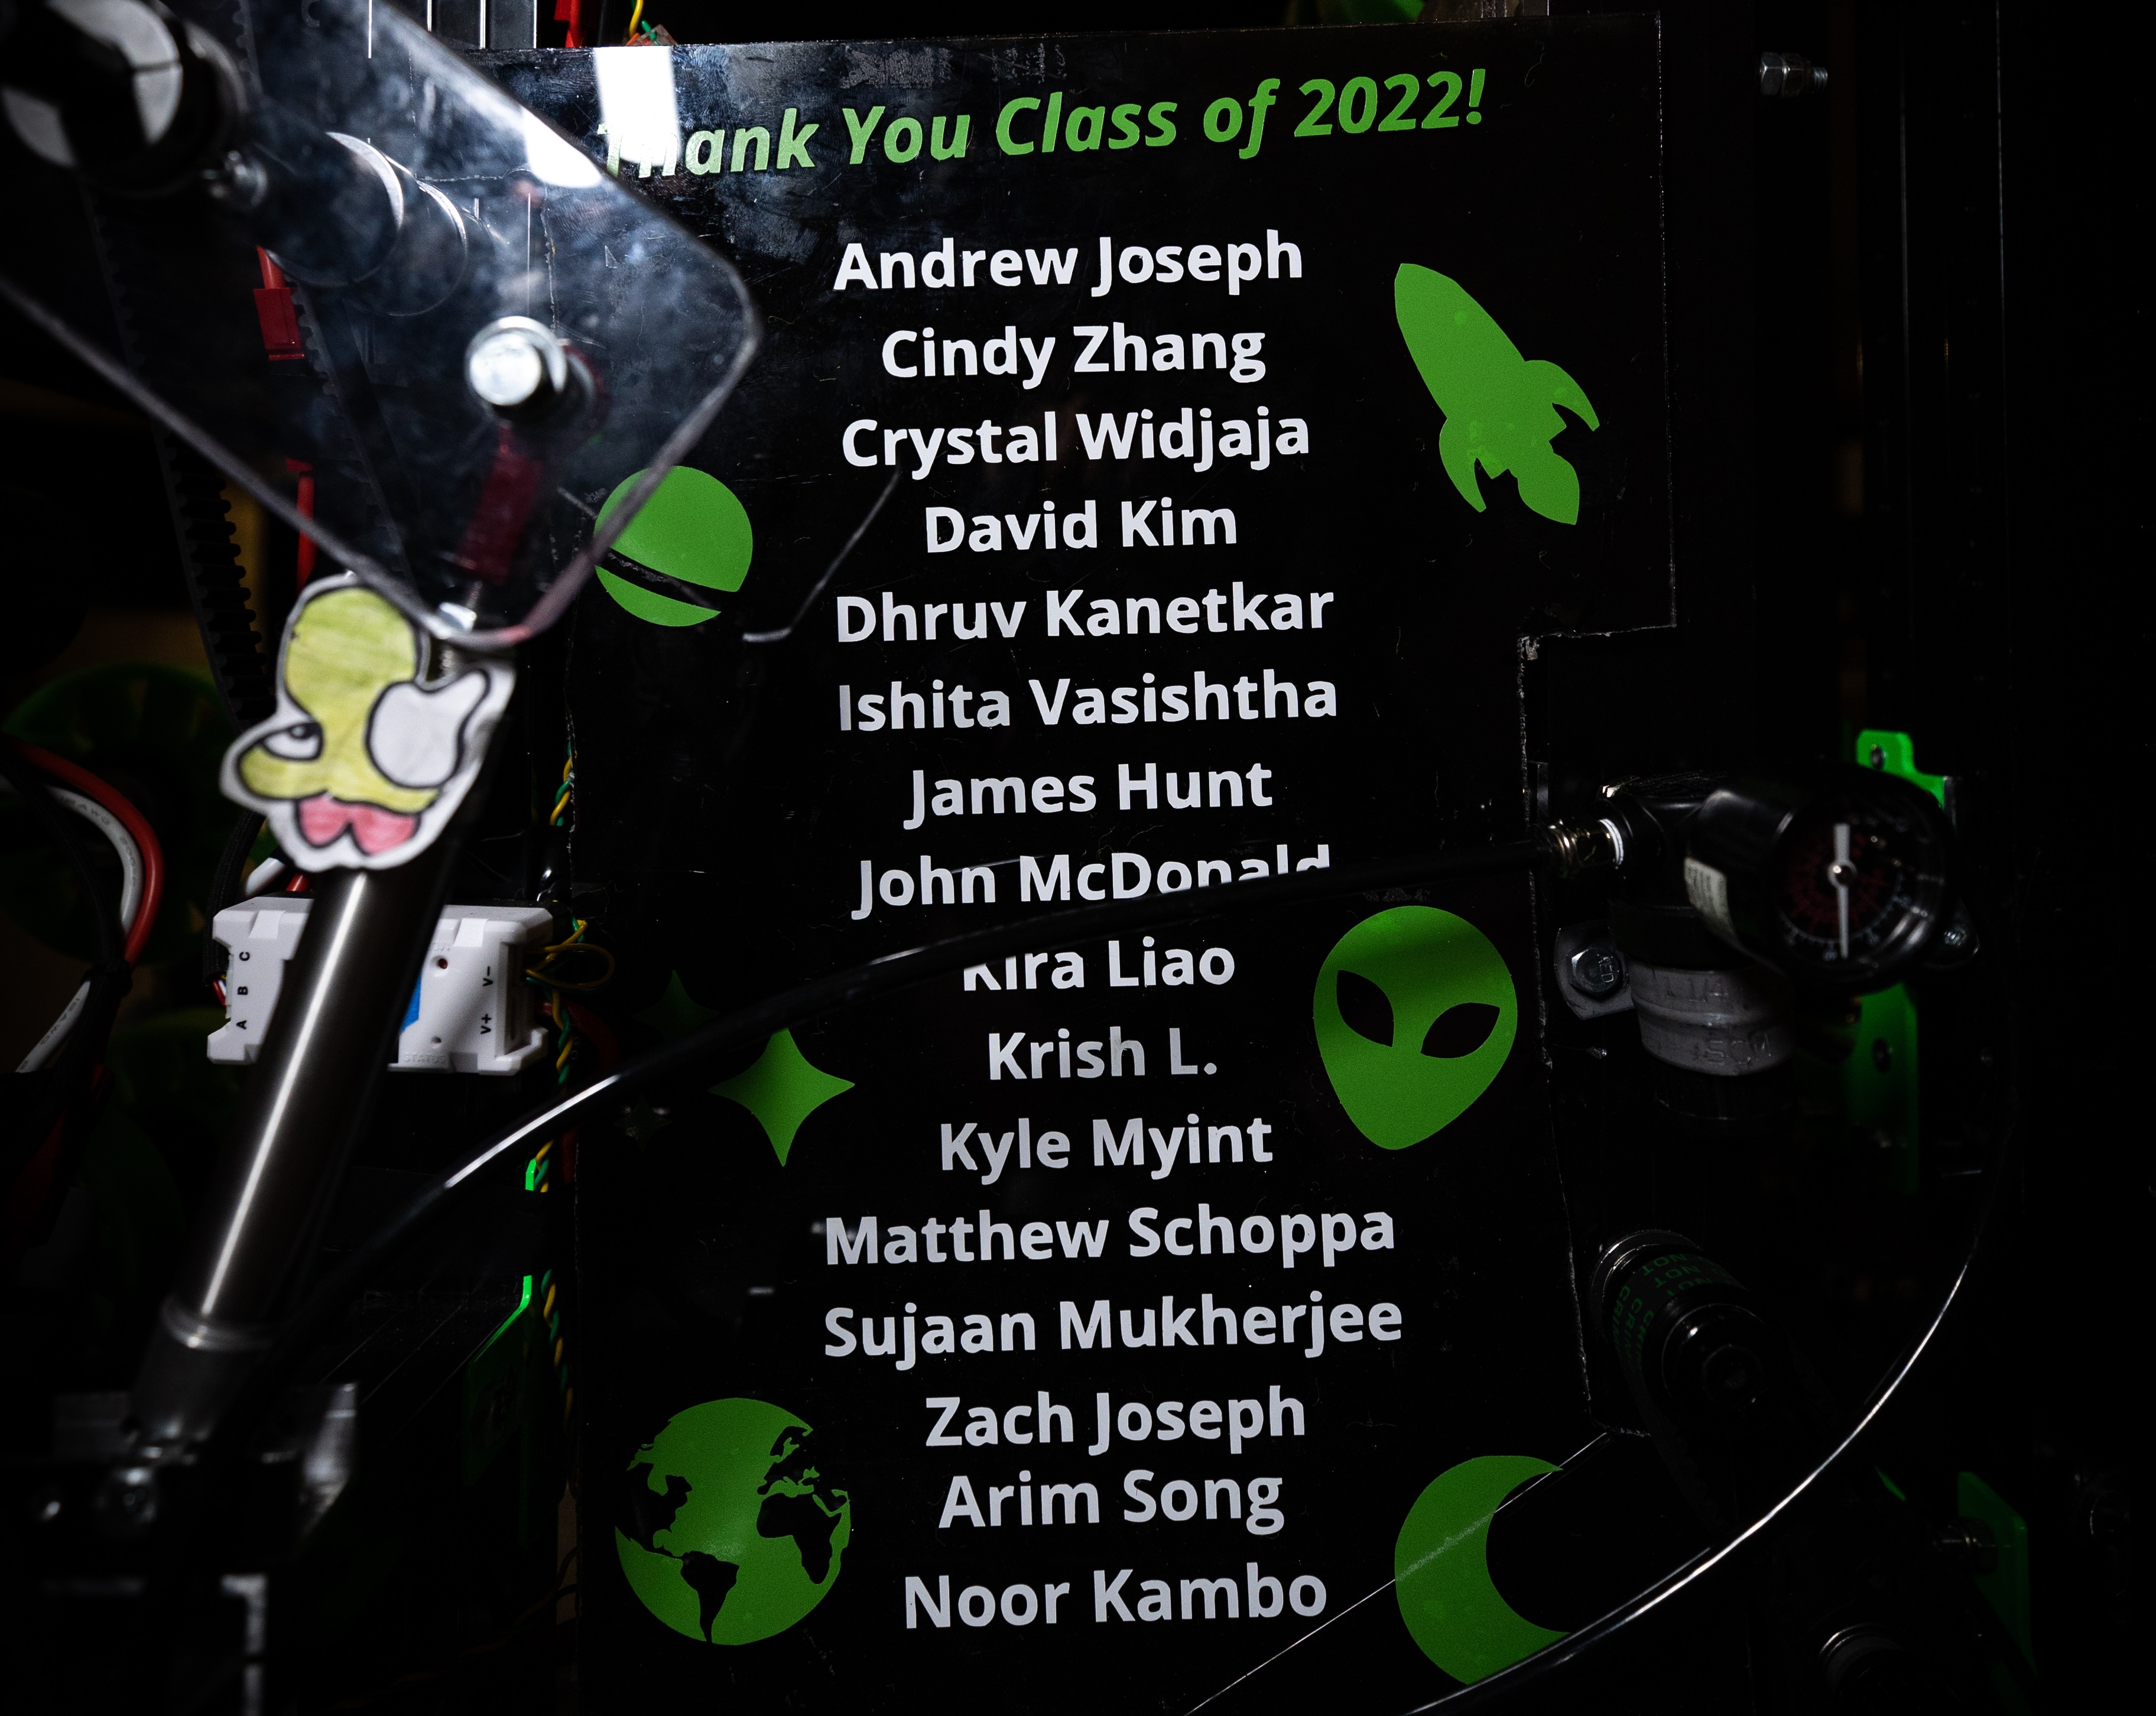 Thank You Class of 2022!
Andrew Joseph
Cindy Zhang
Crystal Widjaja
David Kim
Dhruv Kanetkar
Ishita Vasishtha
James Hunt
John McDonald
Kira Liao
Krish L.
Kyle Myint
Matthew Schoppa
Sujaan Mukherjee
Zach Joseph
Arim Song
Noor Kambo
A B C
V+ V-
STATUS